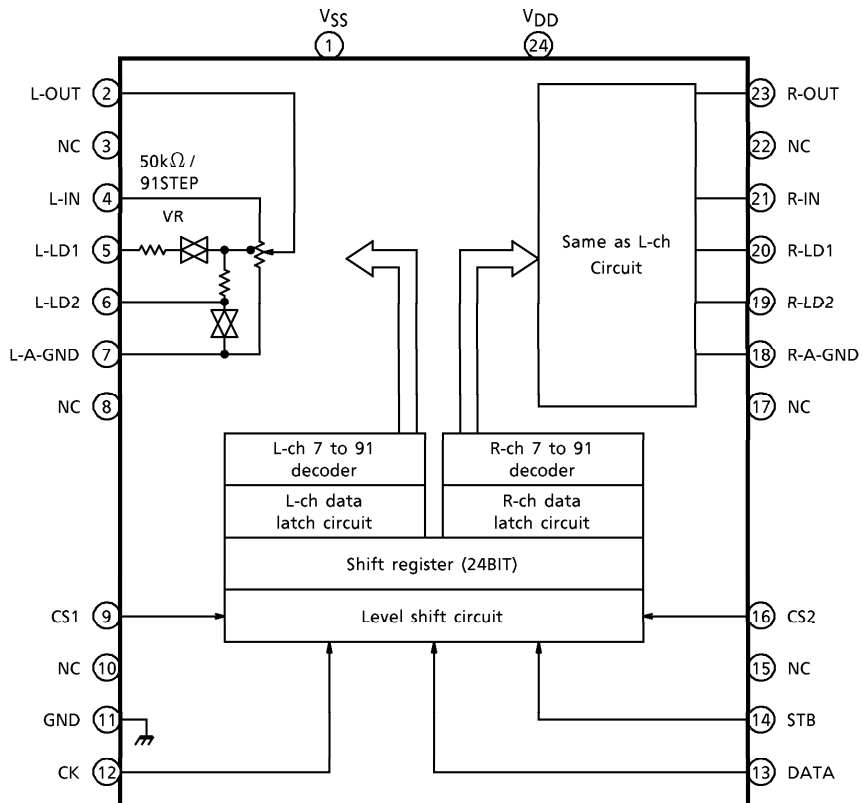 VSS
VDD
1
24
L-OUT 2
23 R-OUT
NC 3
22 NC
50kΩ /
91STEP
L-IN 4
21 R-IN
VR
L-LD1 5
20 R-LD1
Same as L-ch
Circuit
L-LD2 6
19 R-LD2
L-A-GND 7
18 R-A-GND
NC 8
17 NC
L-ch 7 to 91
decoder
R-ch 7 to 91
decoder
L-ch data
latch circuit
R-ch data
latch circuit
Shift register (24BIT)
CS1 9
Level shift circuit
16 CS2
NC 10
15 NC
GND 11
14 STB
CK 12
13 DATA